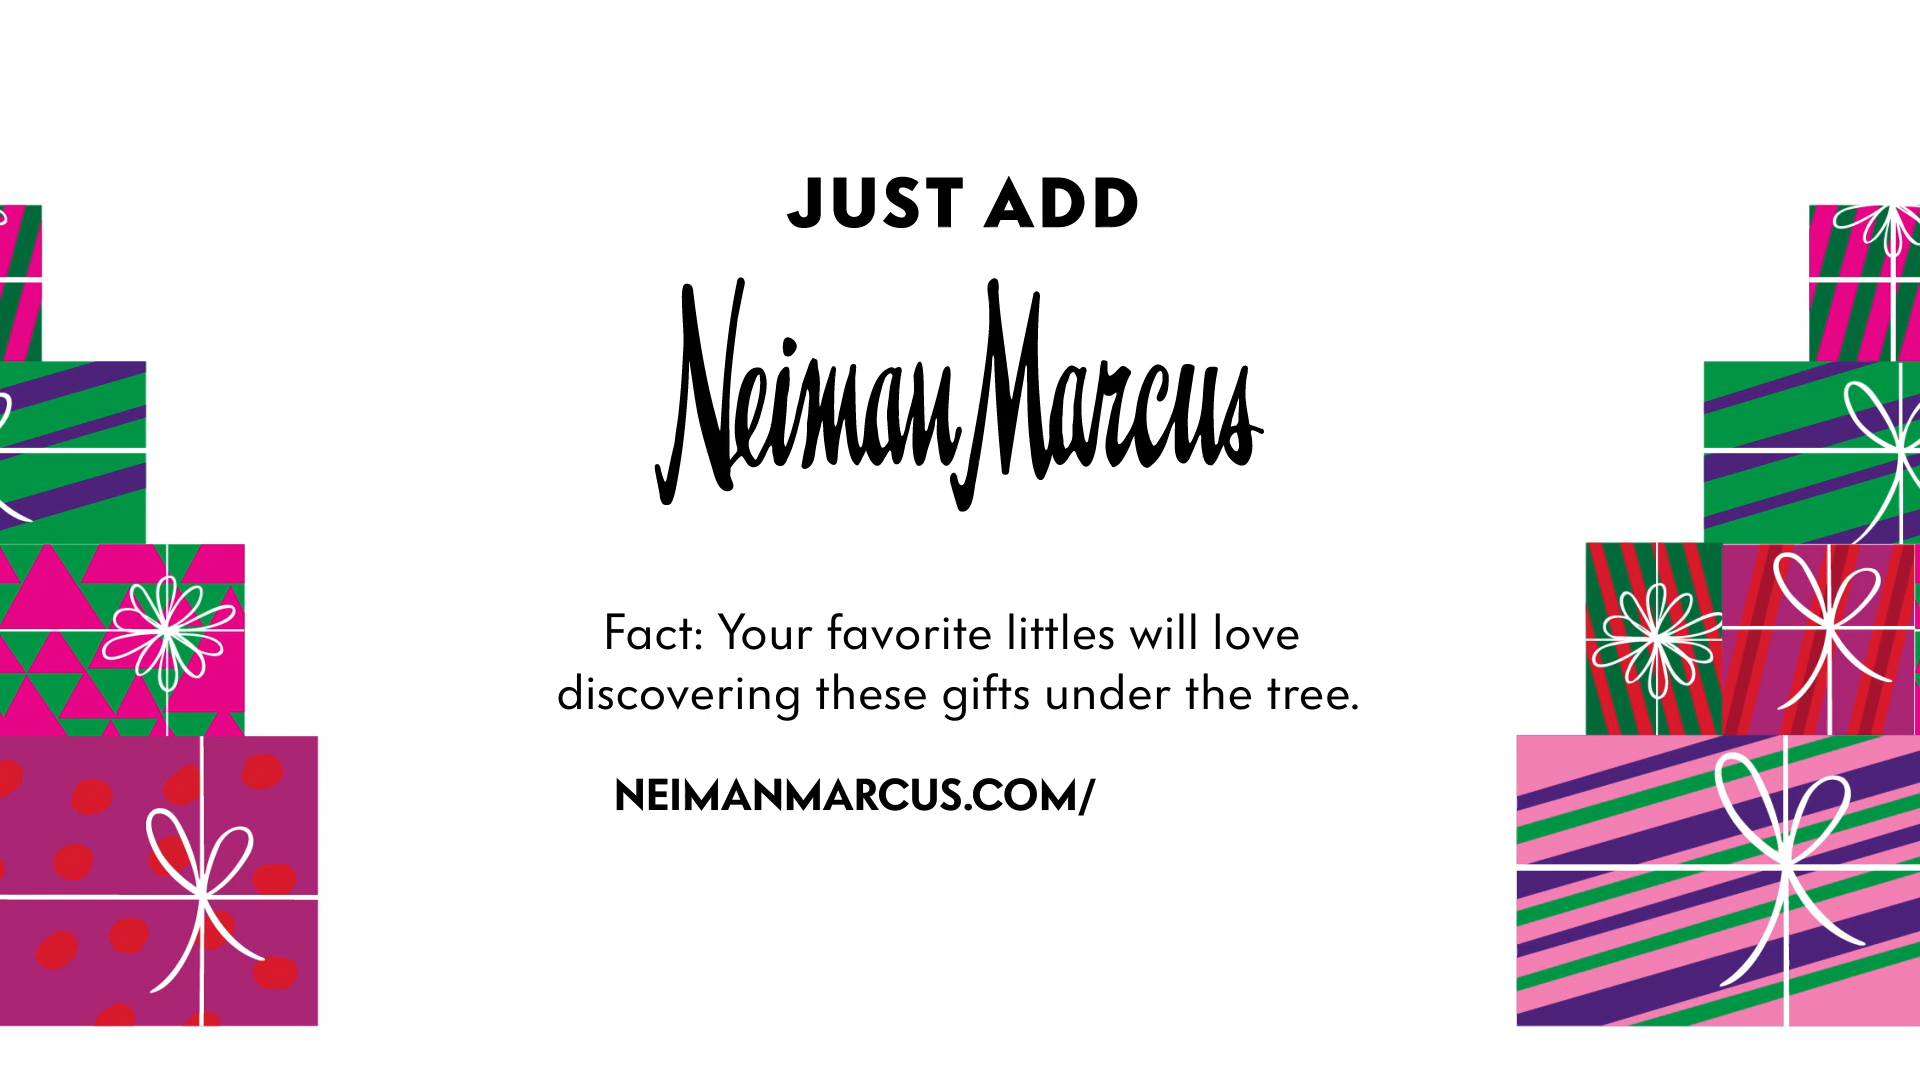 JUST ADD
Neiman Marcus
Fact: Your favorite littles will love
discovering these gifts under the tree.
NEIMANMARCUS.COM/